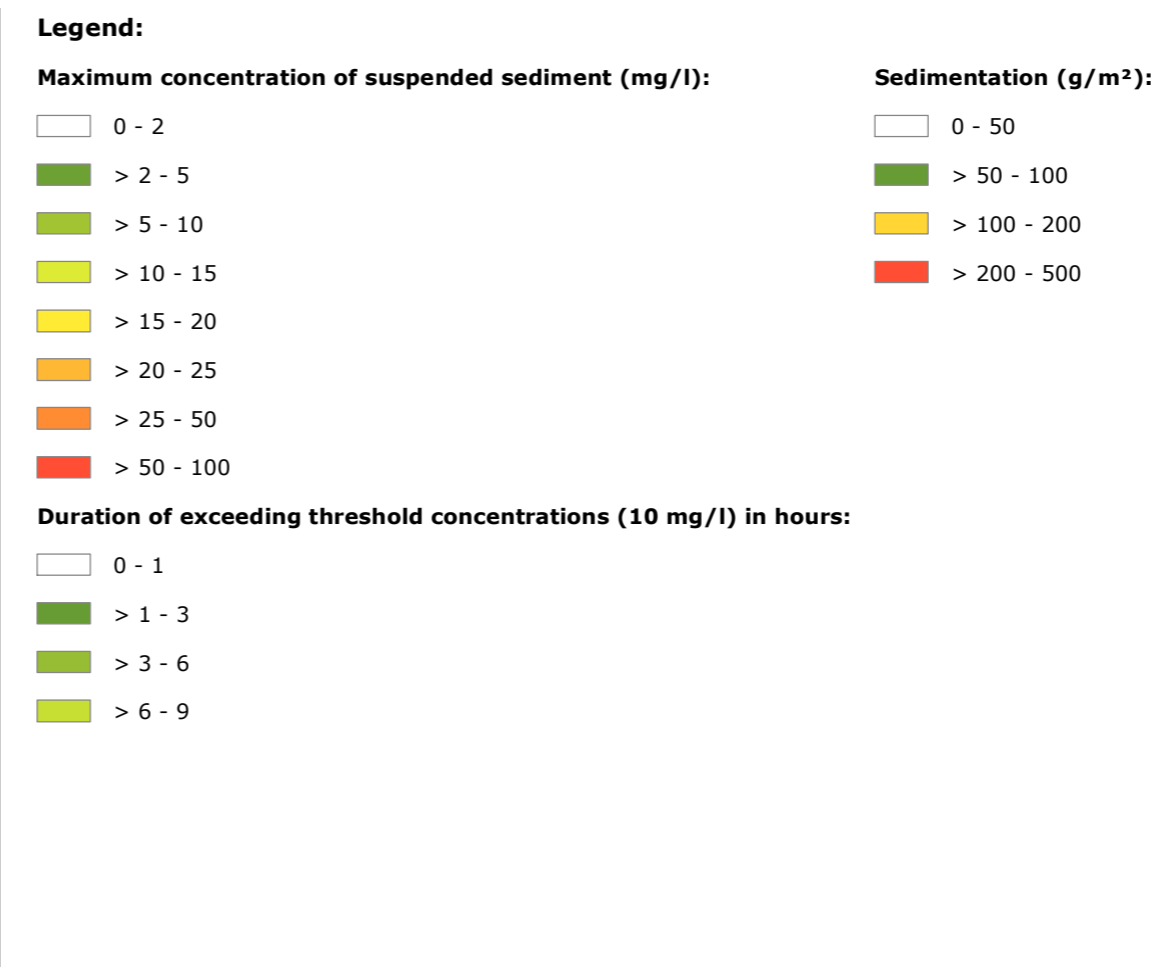 Legend:
Maximum concentration of suspended sediment (mg/l):
0 - 2
> 2 - 5
> 5 - 10
> 10 - 15
> 15 - 20
> 20 - 25
> 25 - 50
> 50 - 100
Duration of exceeding threshold concentrations (10 mg/l) in hours:
0 - 1
> 1 - 3
> 3 - 6
> 6 - 9
Sedimentation (g/m²):
0 - 50
> 50 - 100
> 100 - 200
> 200 - 500